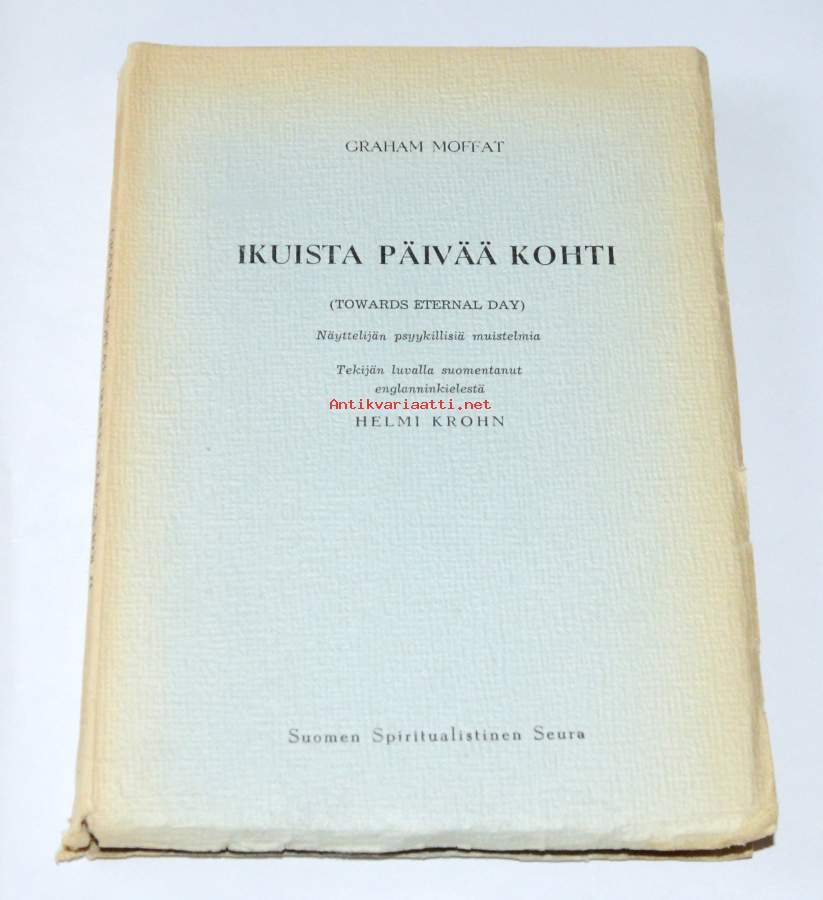 GRAHAM MOFFAT
IKUISTA PÄIVÄÄ KOHTI
(TOWARDS ETERNAL DAY)
Näyttelijän psyykillisiä muistelmia
Tekijän luvalla suomentanut
englanninkielestä
Antikvariaatti.net
HELMI KROHN
Suomen Spiritualistinen Seura